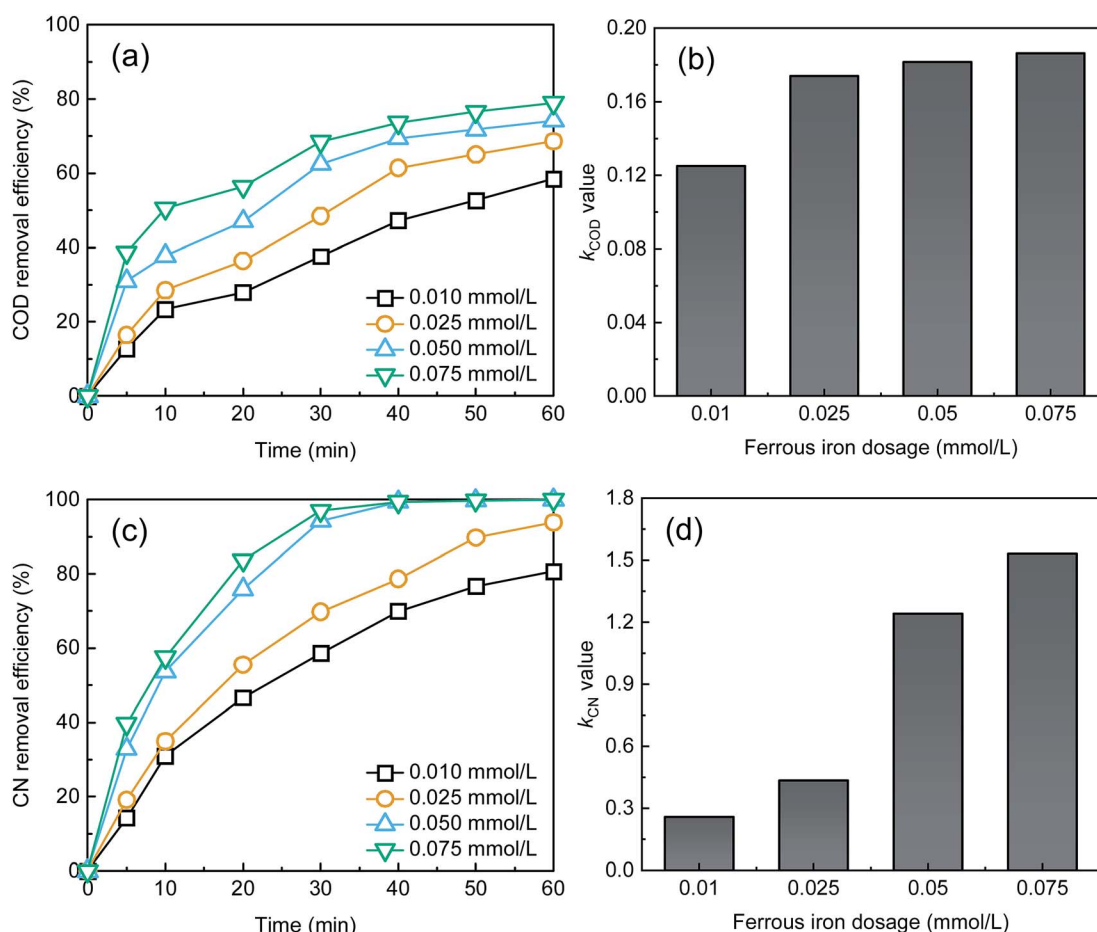 (a)
COD removal efficiency (%)
100
80
60
40
20
0
0.010 mmol/L
0.025 mmol/L
0.050 mmol/L
0.075 mmol/L
0 10 20 30 40 50 60
Time (min)
(b)
kCOD value
0.20
0.16
0.12
0.08
0.04
0.00
0.01 0.025 0.05 0.075
Ferrous iron dosage (mmol/L)
(c)
CN removal efficiency (%)
100
80
60
40
20
0
0.010 mmol/L
0.025 mmol/L
0.050 mmol/L
0.075 mmol/L
0 10 20 30 40 50 60
Time (min)
(d)
kCN value
1.8
1.5
1.2
0.9
0.6
0.3
0.0
0.01 0.025 0.05 0.075
Ferrous iron dosage (mmol/L)